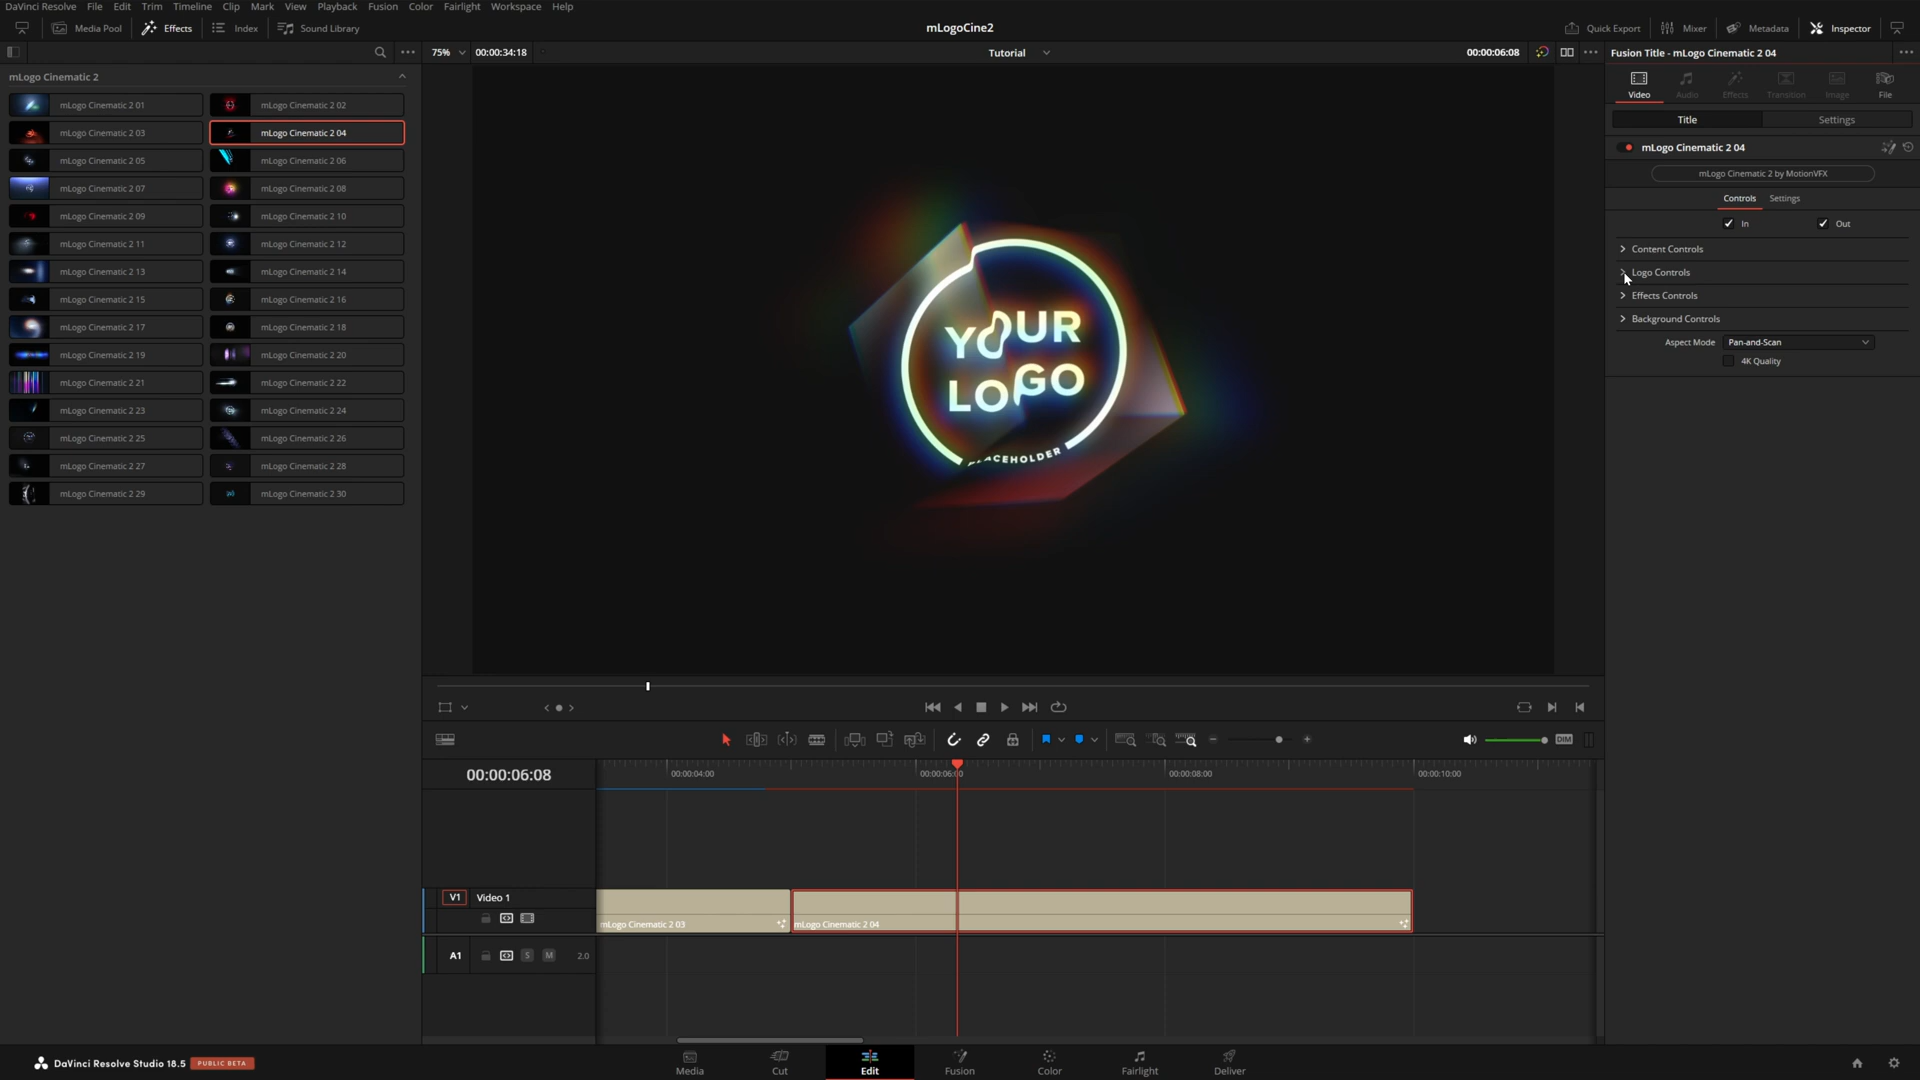 DaVinci Resolve File Edit Trim Timeline Clip Mark View Playback Fusion Color Fairlight Workspace Help
Media Pool Effects Index Sound Library mLogoCine2 Quick Export Mixer Metadata Inspector
75% 00:00:34:18 Tutorial 00:00:06:08 Fusion Title - mLogo Cinematic 2 04
mLogo Cinematic 2
mLogo Cinematic 2 01 mLogo Cinematic 2 02
mLogo Cinematic 2 03 mLogo Cinematic 2 04
mLogo Cinematic 2 05 mLogo Cinematic 2 06
mLogo Cinematic 2 07 mLogo Cinematic 2 08
mLogo Cinematic 2 09 mLogo Cinematic 2 10
mLogo Cinematic 2 11 mLogo Cinematic 2 12
mLogo Cinematic 2 13 mLogo Cinematic 2 14
mLogo Cinematic 2 15 mLogo Cinematic 2 16
mLogo Cinematic 2 17 mLogo Cinematic 2 18
mLogo Cinematic 2 19 mLogo Cinematic 2 20
mLogo Cinematic 2 21 mLogo Cinematic 2 22
mLogo Cinematic 2 23 mLogo Cinematic 2 24
mLogo Cinematic 2 25 mLogo Cinematic 2 26
mLogo Cinematic 2 27 mLogo Cinematic 2 28
mLogo Cinematic 2 29 mLogo Cinematic 2 30
YOUR
LOGO
PLACEHOLDER
Video Audio Effects Transition Image File
Title Settings
mLogo Cinematic 2 04
mLogo Cinematic 2 by MotionVFX
Controls Settings
In Out
Content Controls
Logo Controls
Effects Controls
Background Controls
Aspect Mode Pan-and-Scan
4K Quality
DIM
00:00:06:08 00:00:04:00 00:00:06:00 00:00:08:00 00:00:10:00
V1 Video 1
mLogo Cinematic 2 03 mLogo Cinematic 2 04
A1 S M 2.0
DaVinci Resolve Studio 18.5 PUBLIC BETA
Media Cut Edit Fusion Color Fairlight Deliver